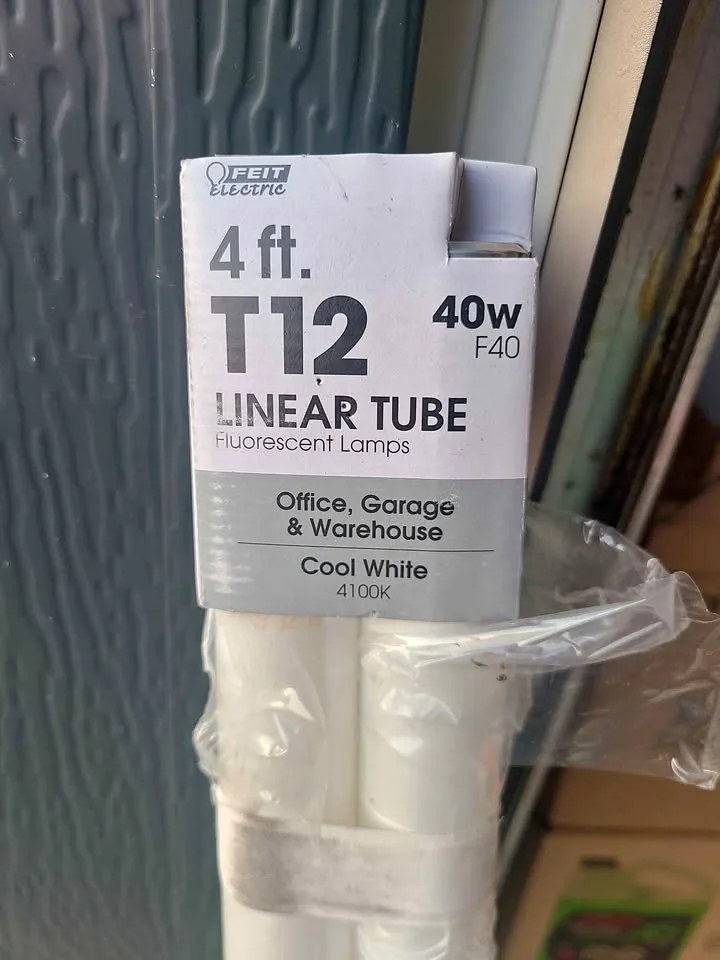 FEIT
Electric
4 ft.
T12
40w
F40
LINEAR TUBE
Fluorescent Lamps
Office, Garage
& Warehouse
Cool White
4100K